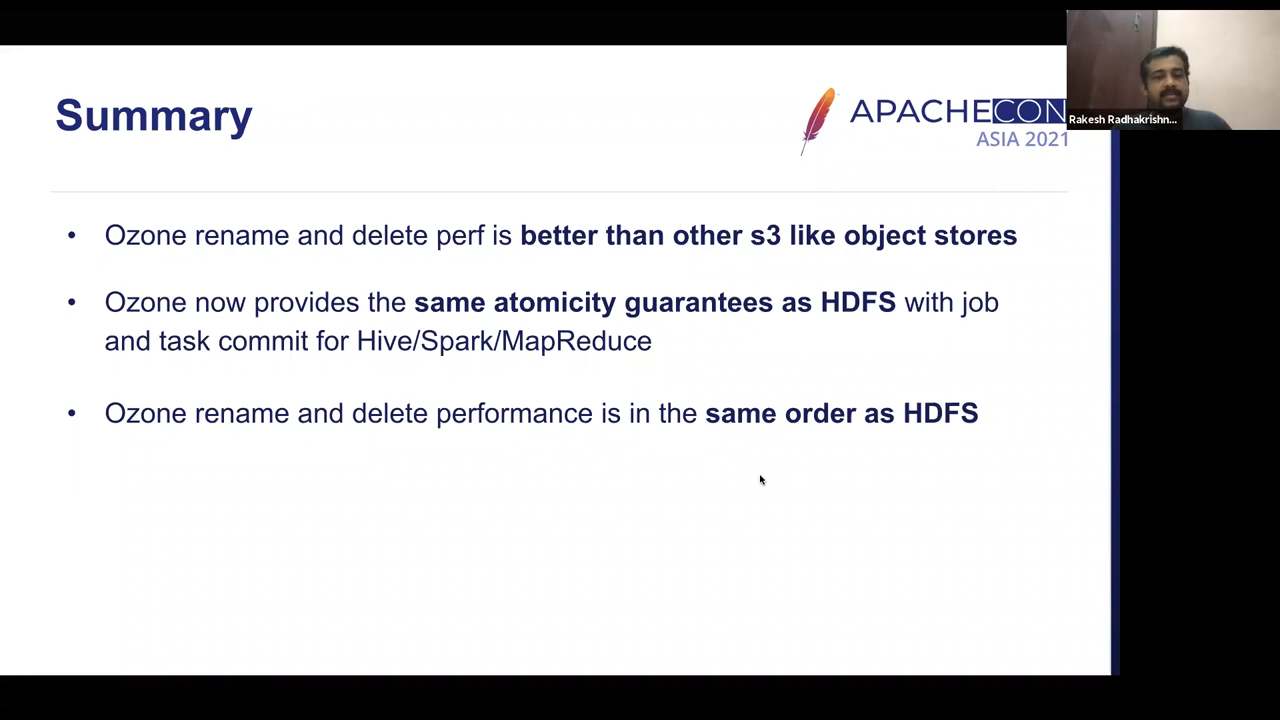 Summary
APACHECON
ASIA 2021
Rakesh Radhakrishn...
• Ozone rename and delete perf is better than other s3 like object stores
• Ozone now provides the same atomicity guarantees as HDFS with job
and task commit for Hive/Spark/MapReduce
• Ozone rename and delete performance is in the same order as HDFS